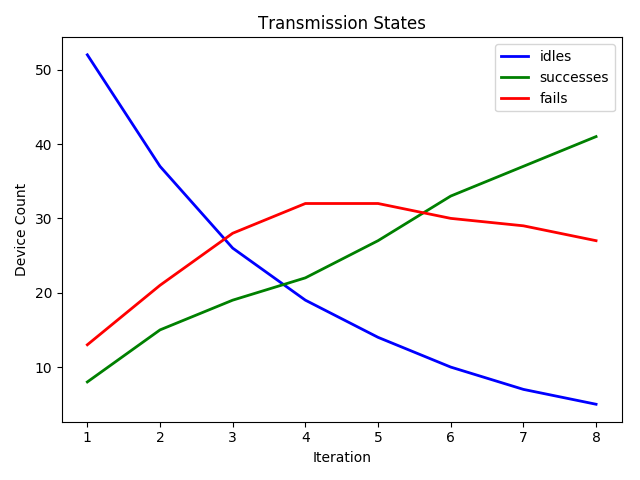 Transmission States
idles
successes
fails
Device Count
50
40
30
20
10
1 2 3 4 5 6 7 8
Iteration